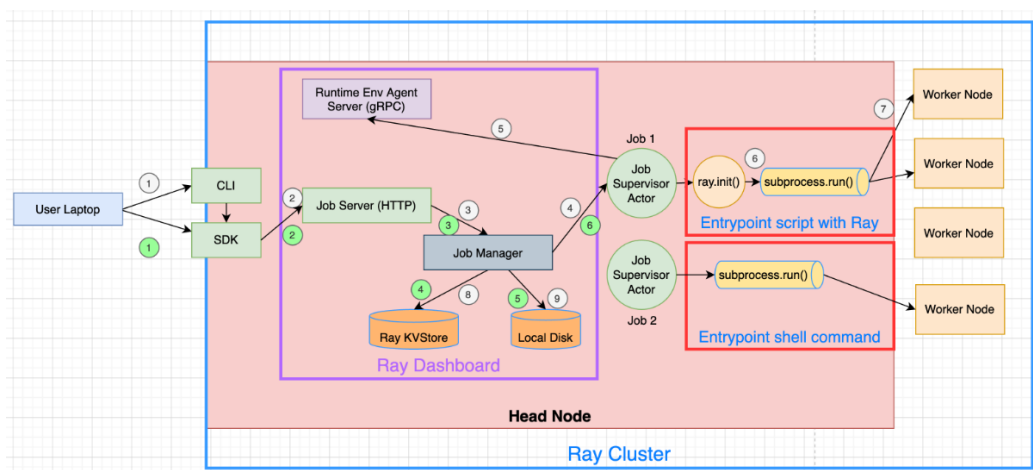 Runtime Env Agent
Server (gRPC)
Worker Node
7
5
Job 1
Worker Node
1
CLI
Job
Supervisor
Actor
ray.init()
6
subprocess.run()
Entrypoint script with Ray
User Laptop
2
Job Server (HTTP)
3
4
1
SDK
2
3
6
Worker Node
Job Manager
Job
Supervisor
Actor
subprocess.run()
4
8
5
9
Worker Node
Job 2
Ray KVStore
Local Disk
Entrypoint shell command
Ray Dashboard
Head Node
Ray Cluster